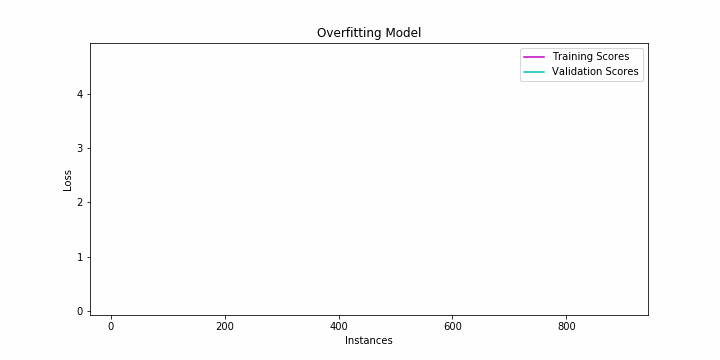 Overfitting Model
Training Scores
Validation Scores
4
3
2
1
0
Loss
0 200 400 600 800
Instances